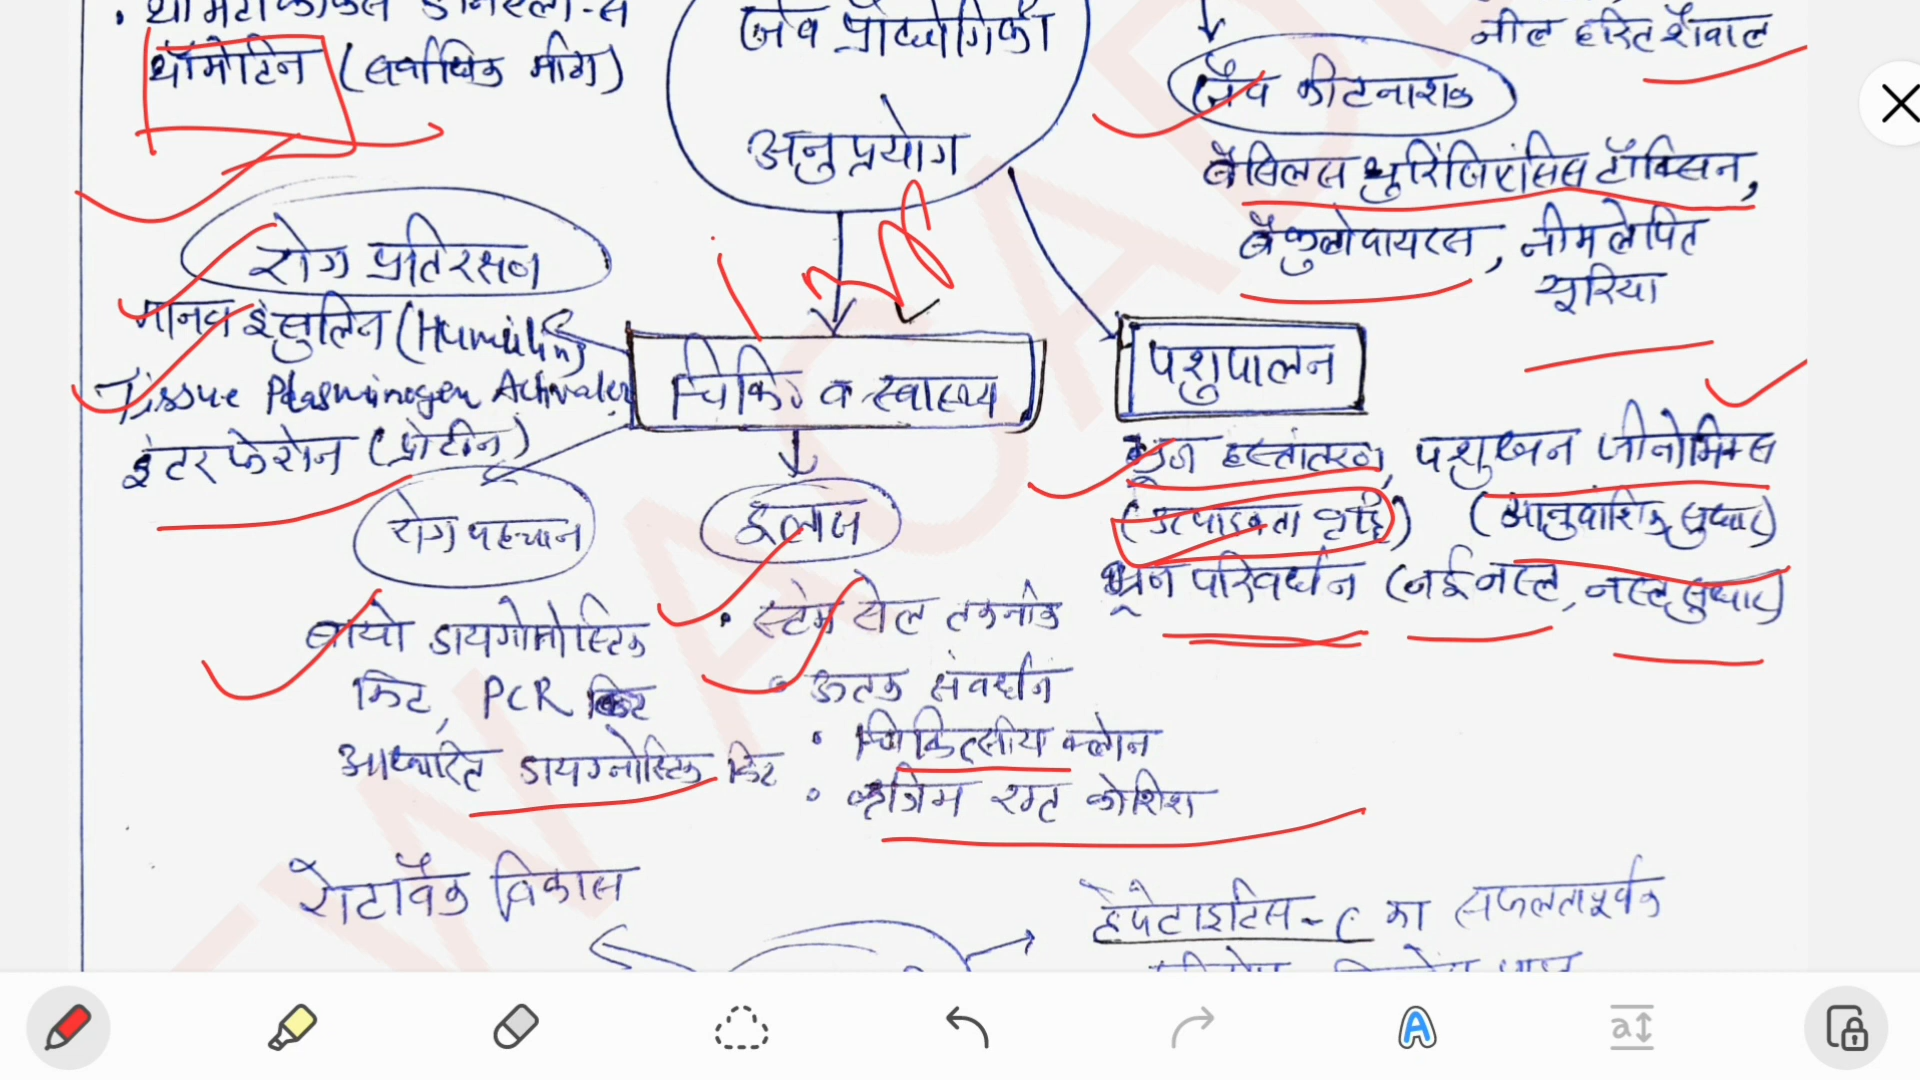 थॉमोटिन (सर्वाधिक मीठा)
जैव प्रौद्योगिकी
अनुप्रयोग
नील हरित शैवाल
जैव कीटनाशक
बैसिलस थुरिंजिएंसिस टॉक्सिन,
बैकुलोवायरस, नीम लेपित
यूरिया
रोग प्रतिरक्षण
मानव इंसुलिन (Humulin)
Tissue Plasminogen Activator
इंटरफेरोन (प्रोटीन)
चिकि० व स्वास्थ्य
पशुपालन
भ्रूण हस्तांतरण, पशुधन जीनोमिक्स
(उत्पादकता वृद्धि) (आनुवांशिक सुधार)
भ्रूण परिवर्धन (नई नस्ल, नस्ल सुधार)
रोग पहचान
इलाज
बायो डायग्नोस्टिक
किट, PCR
आधारित डायग्नोस्टिक किट
• स्टेम सेल तकनीक
• ऊतक संवर्धन
• चिकित्सीय क्लोन
• कृत्रिम रक्त कोशिका
रोटावैक विकास
हेपेटाइटिस-C का सफलतापूर्वक